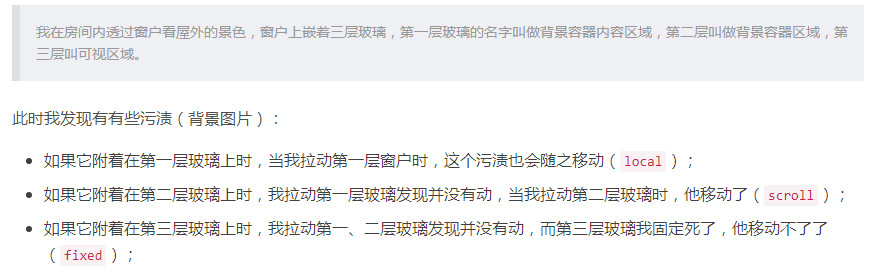 我在房间内透过窗户看屋外的景色，窗户上嵌着三层玻璃，第一层玻璃的名字叫做背景容器内容区域，第二层叫做背景容器区域，第
三层叫可视区域。
此时我发现有有些污渍（背景图片）：
如果它附着在第一层玻璃上时，当我拉动第一层窗户时，这个污渍也会随之移动（local）；
如果它附着在第二层玻璃上时，我拉动第一层玻璃发现并没有动，当我拉动第二层玻璃时，他移动了（scroll）；
如果它附着在第三层玻璃上时，我拉动第一、二层玻璃发现并没有动，而第三层玻璃我固定死了，他移动不了了
（fixed）；